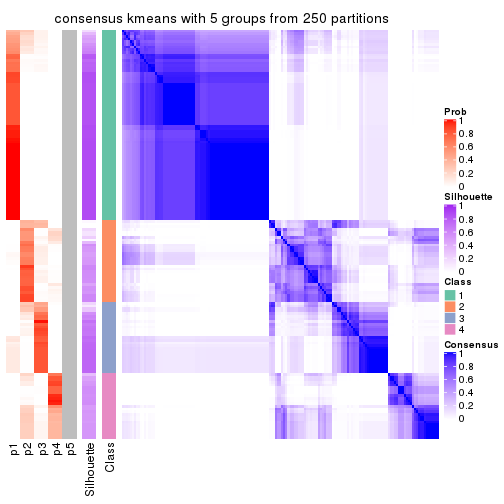 consensus kmeans with 5 groups from 250 partitions
Prob
1
0.8
0.6
0.4
0.2
0
Silhouette
1
0.8
0.6
0.4
0.2
0
Class
1
2
3
4
Consensus
1
0.8
0.6
0.4
0.2
0
p1
p2
p3
p4
p5
Silhouette
Class